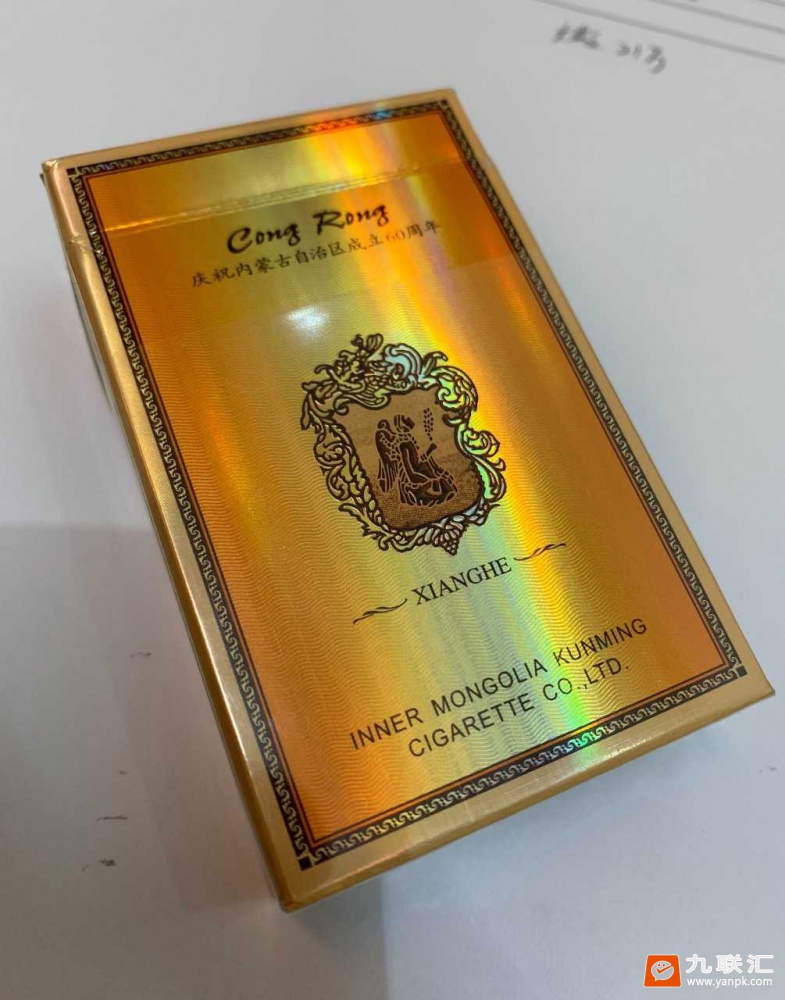 Cong Rong
庆祝内蒙古自治区成立60周年
XIANGHE
INNER MONGOLIA KUNMING
CIGARETTE CO.,LTD.
九联汇
www.yanpk.com